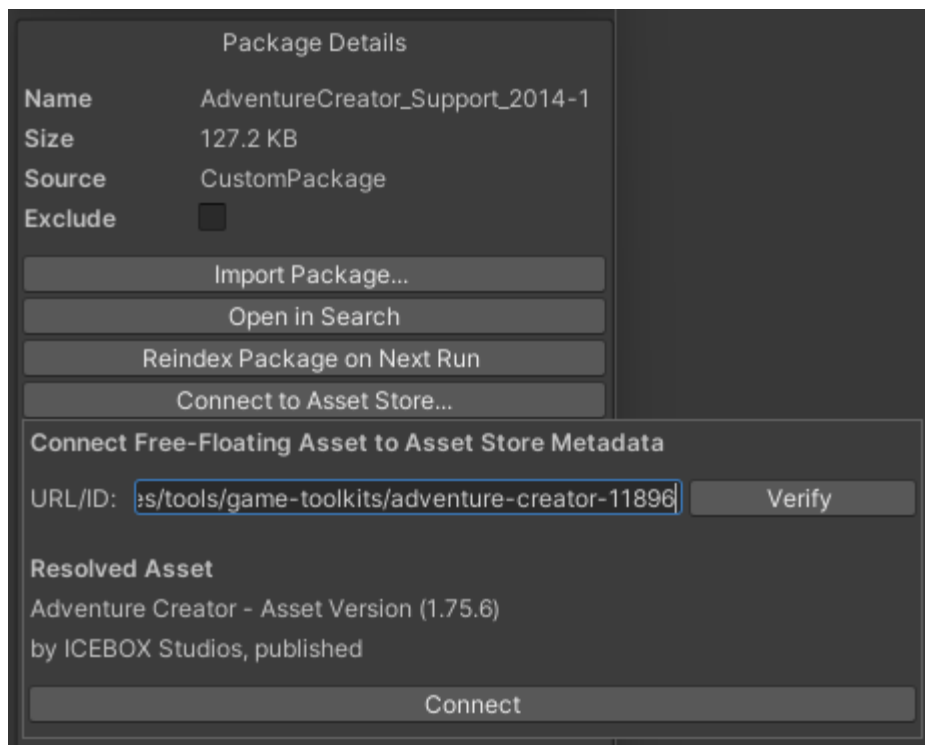 Package Details
Name AdventureCreator_Support_2014-1
Size 127.2 KB
Source CustomPackage
Exclude
Import Package...
Open in Search
Reindex Package on Next Run
Connect to Asset Store...
Connect Free-Floating Asset to Asset Store Metadata
URL/ID: es/tools/game-toolkits/adventure-creator-11896 Verify
Resolved Asset
Adventure Creator - Asset Version (1.75.6)
by ICEBOX Studios, published
Connect